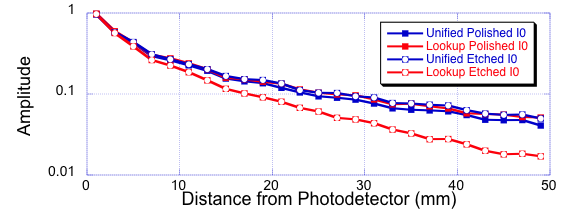 1
0.1
0.01
Amplitude
Unified Polished I0
Lookup Polished I0
Unified Etched I0
Lookup Etched I0
0 10 20 30 40 50
Distance from Photodetector (mm)